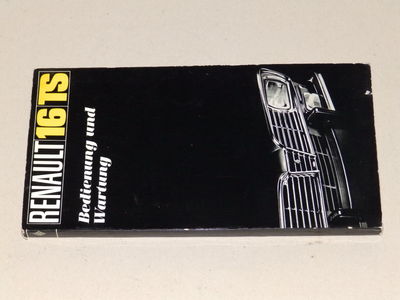 RENAULT 16 TS
Bedienung und
Wartung